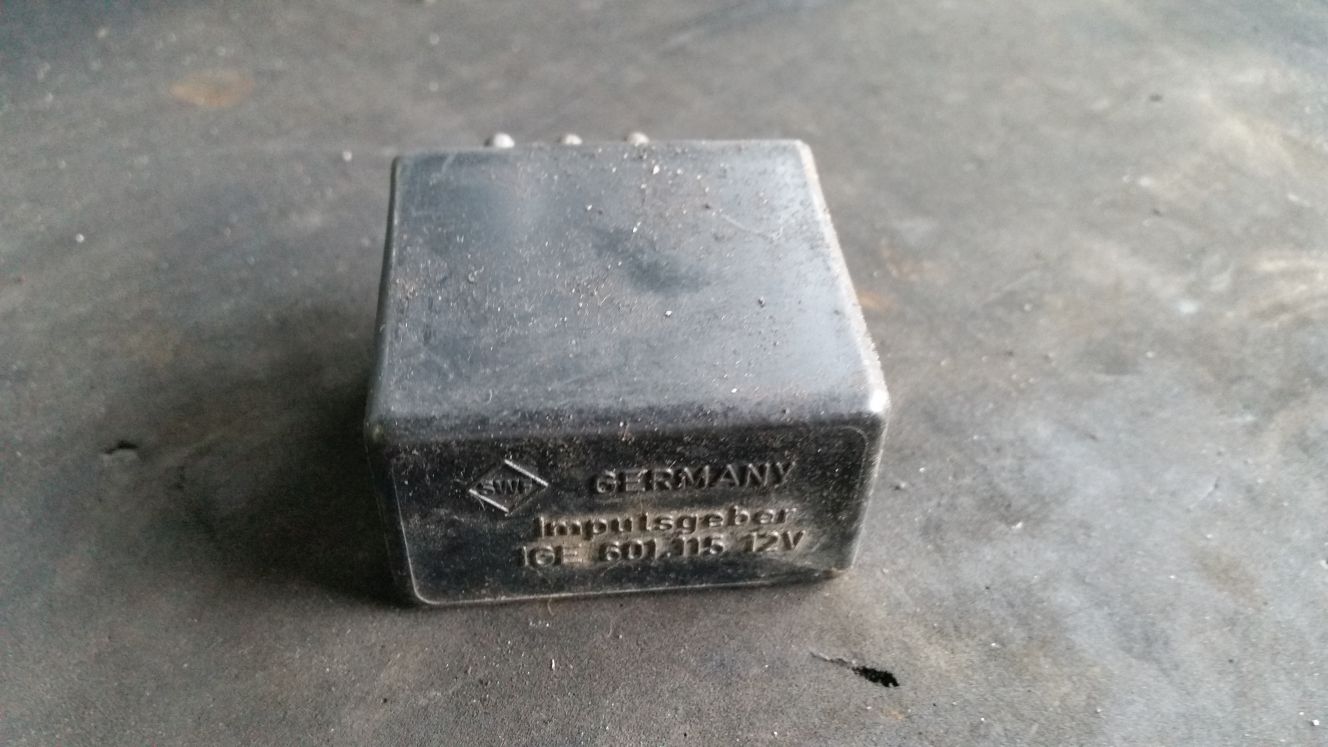 SWF GERMANY
Impulsgeber
IGE 601.115 12V